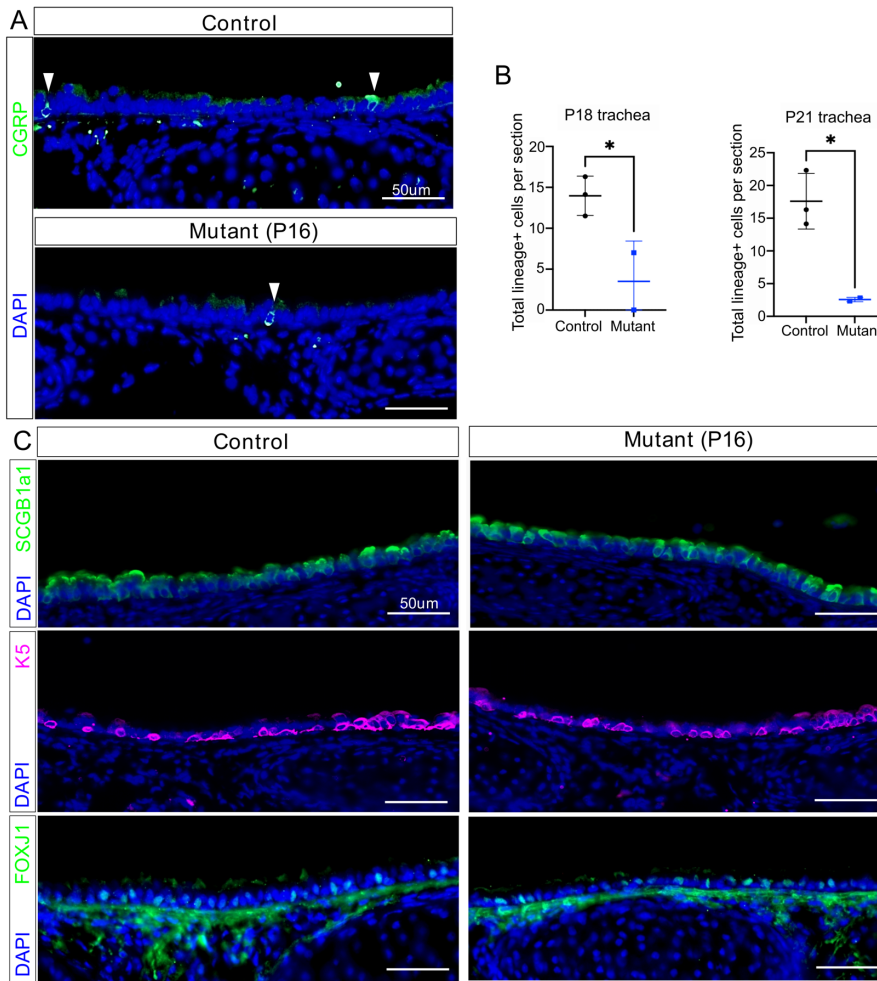 A
Control
CGRP
50um
Mutant (P16)
DAPI
B
P18 trachea
Total lineage+ cells per section
20
15
10
5
0
*
Control
Mutant
P21 trachea
Total lineage+ cells per section
25
20
15
10
5
0
*
Control
Mutant
C
Control
Mutant (P16)
SCGB1a1
DAPI
50um
K5
DAPI
FOXJ1
DAPI